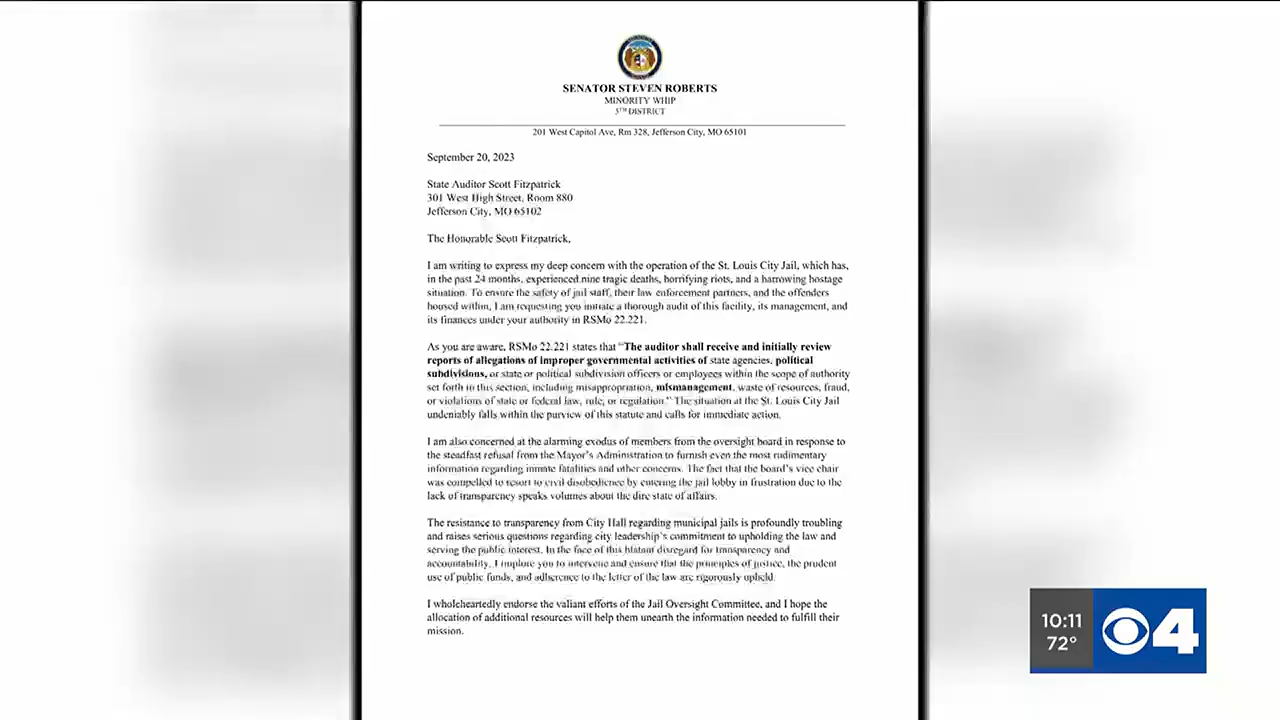 SENATOR STEVEN ROBERTS
MINORITY WHIP
5TH DISTRICT
201 West Capitol Ave, Rm 328, Jefferson City, MO 65101
September 20, 2023
State Auditor Scott Fitzpatrick
301 West High Street, Room 880
Jefferson City, MO 65102
The Honorable Scott Fitzpatrick,
I am writing to express my deep concern with the operation of the St. Louis City Jail, which has,
in the past 24 months, experienced nine tragic deaths, horrifying riots, and a harrowing hostage
situation. To ensure the safety of jail staff, their law enforcement partners, and the offenders
housed within, I am requesting you initiate a thorough audit of this facility, its management, and
its finances under your authority in RSMo 22.221.
As you are aware, RSMo 22.221 states that "The auditor shall receive and initially review
reports of allegations of improper governmental activities of state agencies, political
subdivisions, or state or political subdivision officers or employees within the scope of authority
set forth in this section, including misappropriation, mismanagement, waste of resources, fraud,
or violations of state or federal law, rule, or regulation." The situation at the St. Louis City Jail
undeniably falls within the purview of this statute and calls for immediate action.
I am also concerned at the alarming exodus of members from the oversight board in response to
the steadfast refusal from the Mayor's Administration to furnish even the most rudimentary
information regarding inmate fatalities and other concerns. The fact that the board's vice chair
was compelled to resort to civil disobedience by entering the jail lobby in frustration due to the
lack of transparency speaks volumes about the dire state of affairs.
The resistance to transparency from City Hall regarding municipal jails is profoundly troubling
and raises serious questions regarding city leadership's commitment to upholding the law and
serving the public interest. In the face of this blatant disregard for transparency and
accountability, I implore you to intervene and ensure that the principles of justice, the prudent
use of public funds, and adherence to the letter of the law are rigorously upheld.
I wholeheartedly endorse the valiant efforts of the Jail Oversight Committee, and I hope the
allocation of additional resources will help them unearth the information needed to fulfill their
mission.
10:11
72°
4